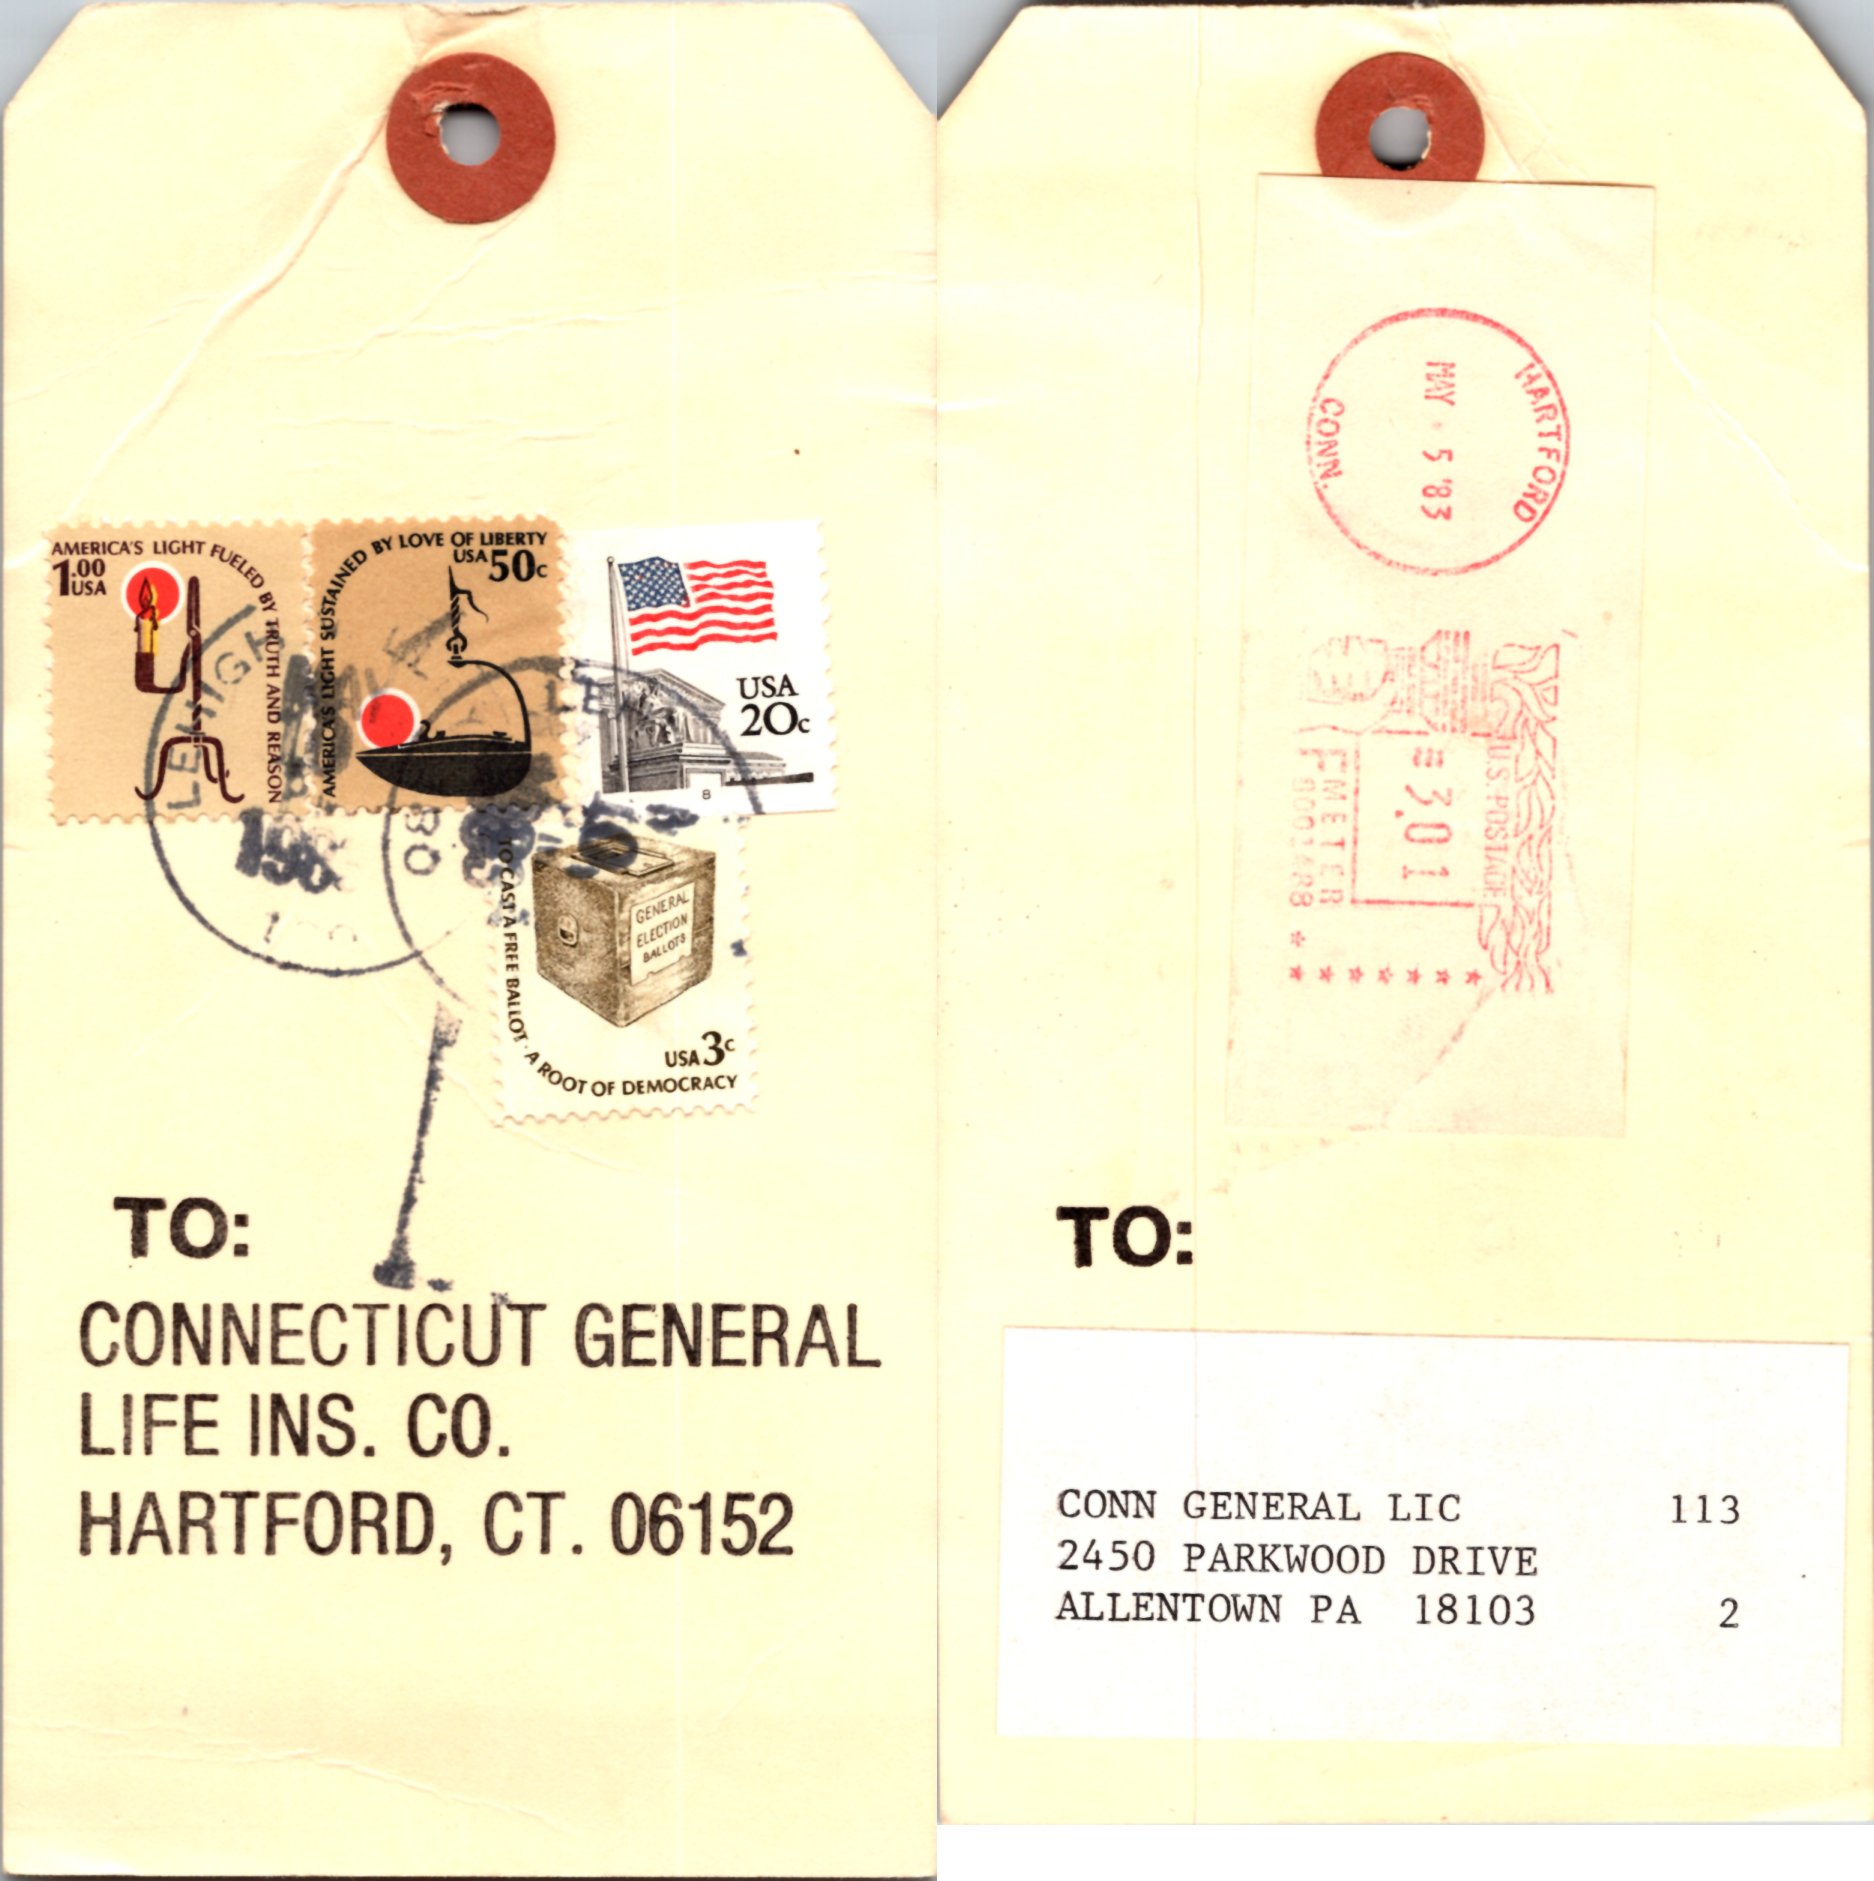 AMERICA'S LIGHT FUELED BY TRUTH AND REASON
1.00
USA
AMERICA'S LIGHT SUSTAINED BY LOVE OF LIBERTY
USA 50c
USA
20c
8
LEHIGH
TO CAST A FREE BALLOT · A ROOT OF DEMOCRACY
GENERAL
ELECTION
BALLOTS
USA 3c
TO:
CONNECTICUT GENERAL
LIFE INS. CO.
HARTFORD, CT. 06152
HARTFORD
MAY · 5 '83
CONN.
U.S. POSTAGE
3.01
METER
TO:
CONN GENERAL LIC 113
2450 PARKWOOD DRIVE
ALLENTOWN PA 18103 2